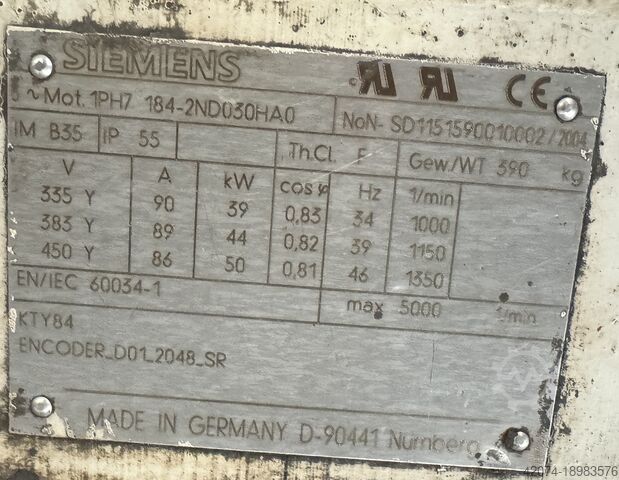 SIEMENS
3~Mot. 1PH7 184-2ND030HA0
NoN- SD1151590010002 / 2004
IM B35 IP 55 Th.Cl. F Gew./WT 390 kg
V A kW cos φ Hz 1/min
335 Y 90 39 0,83 34 1000
383 Y 89 44 0,82 39 1150
450 Y 86 50 0,81 46 1350
EN/IEC 60034-1 max 5000 1/min
KTY84
ENCODER_D01_2048_SR
MADE IN GERMANY D-90441 Nürnberg
42074-18983576